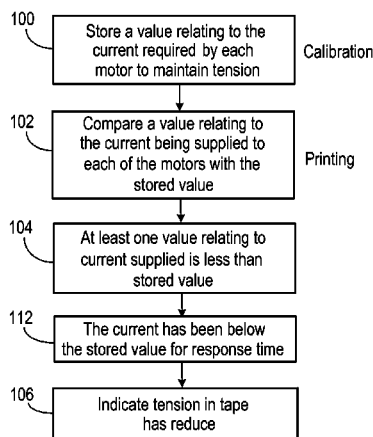 100
Store a value relating to
the current required by each
motor to maintain tension
Calibration
102
Compare a value relating to
the current being supplied to
each of the motors with the
stored value
Printing
104
At least one value relating to
current supplied is less than
stored value
112
The current has been below
the stored value for response time
106
Indicate tension in tape
has reduce